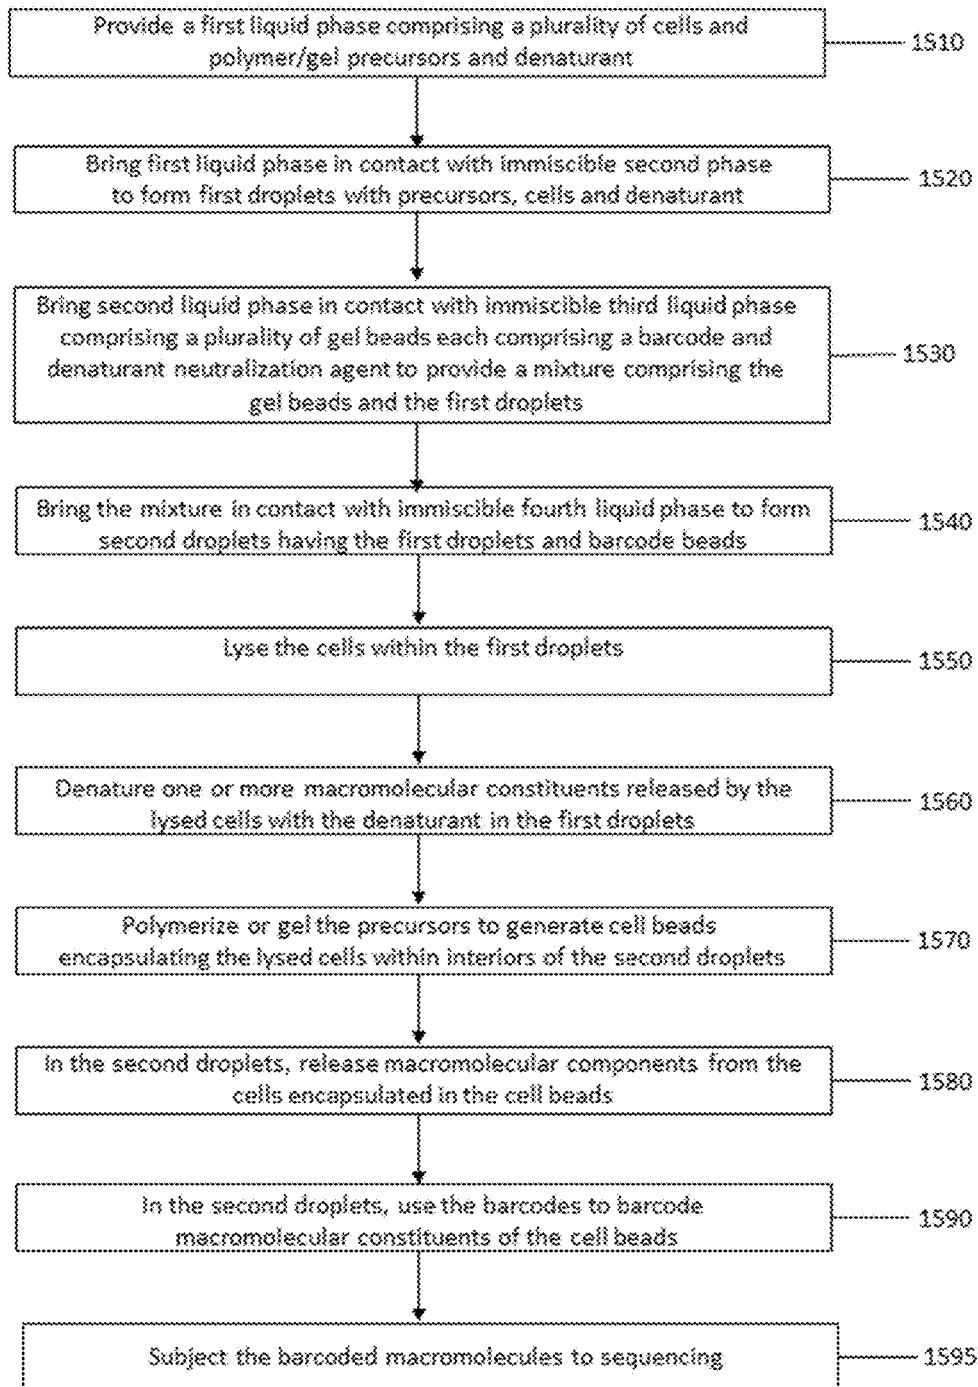 Provide a first liquid phase comprising a plurality of cells and
polymer/gel precursors and denaturant
1510
Bring first liquid phase in contact with immiscible second phase
to form first droplets with precursors, cells and denaturant
1520
Bring second liquid phase in contact with immiscible third liquid phase
comprising a plurality of gel beads each comprising a barcode and
denaturant neutralization agent to provide a mixture comprising the
gel beads and the first droplets
1530
Bring the mixture in contact with immiscible fourth liquid phase to form
second droplets having the first droplets and barcode beads
1540
Lyse the cells within the first droplets
1550
Denature one or more macromolecular constituents released by the
lysed cells with the denaturant in the first droplets
1560
Polymerize or gel the precursors to generate cell beads
encapsulating the lysed cells within interiors of the second droplets
1570
In the second droplets, release macromolecular components from the
cells encapsulated in the cell beads
1580
In the second droplets, use the barcodes to barcode
macromolecular constituents of the cell beads
1590
Subject the barcoded macromolecules to sequencing
1595